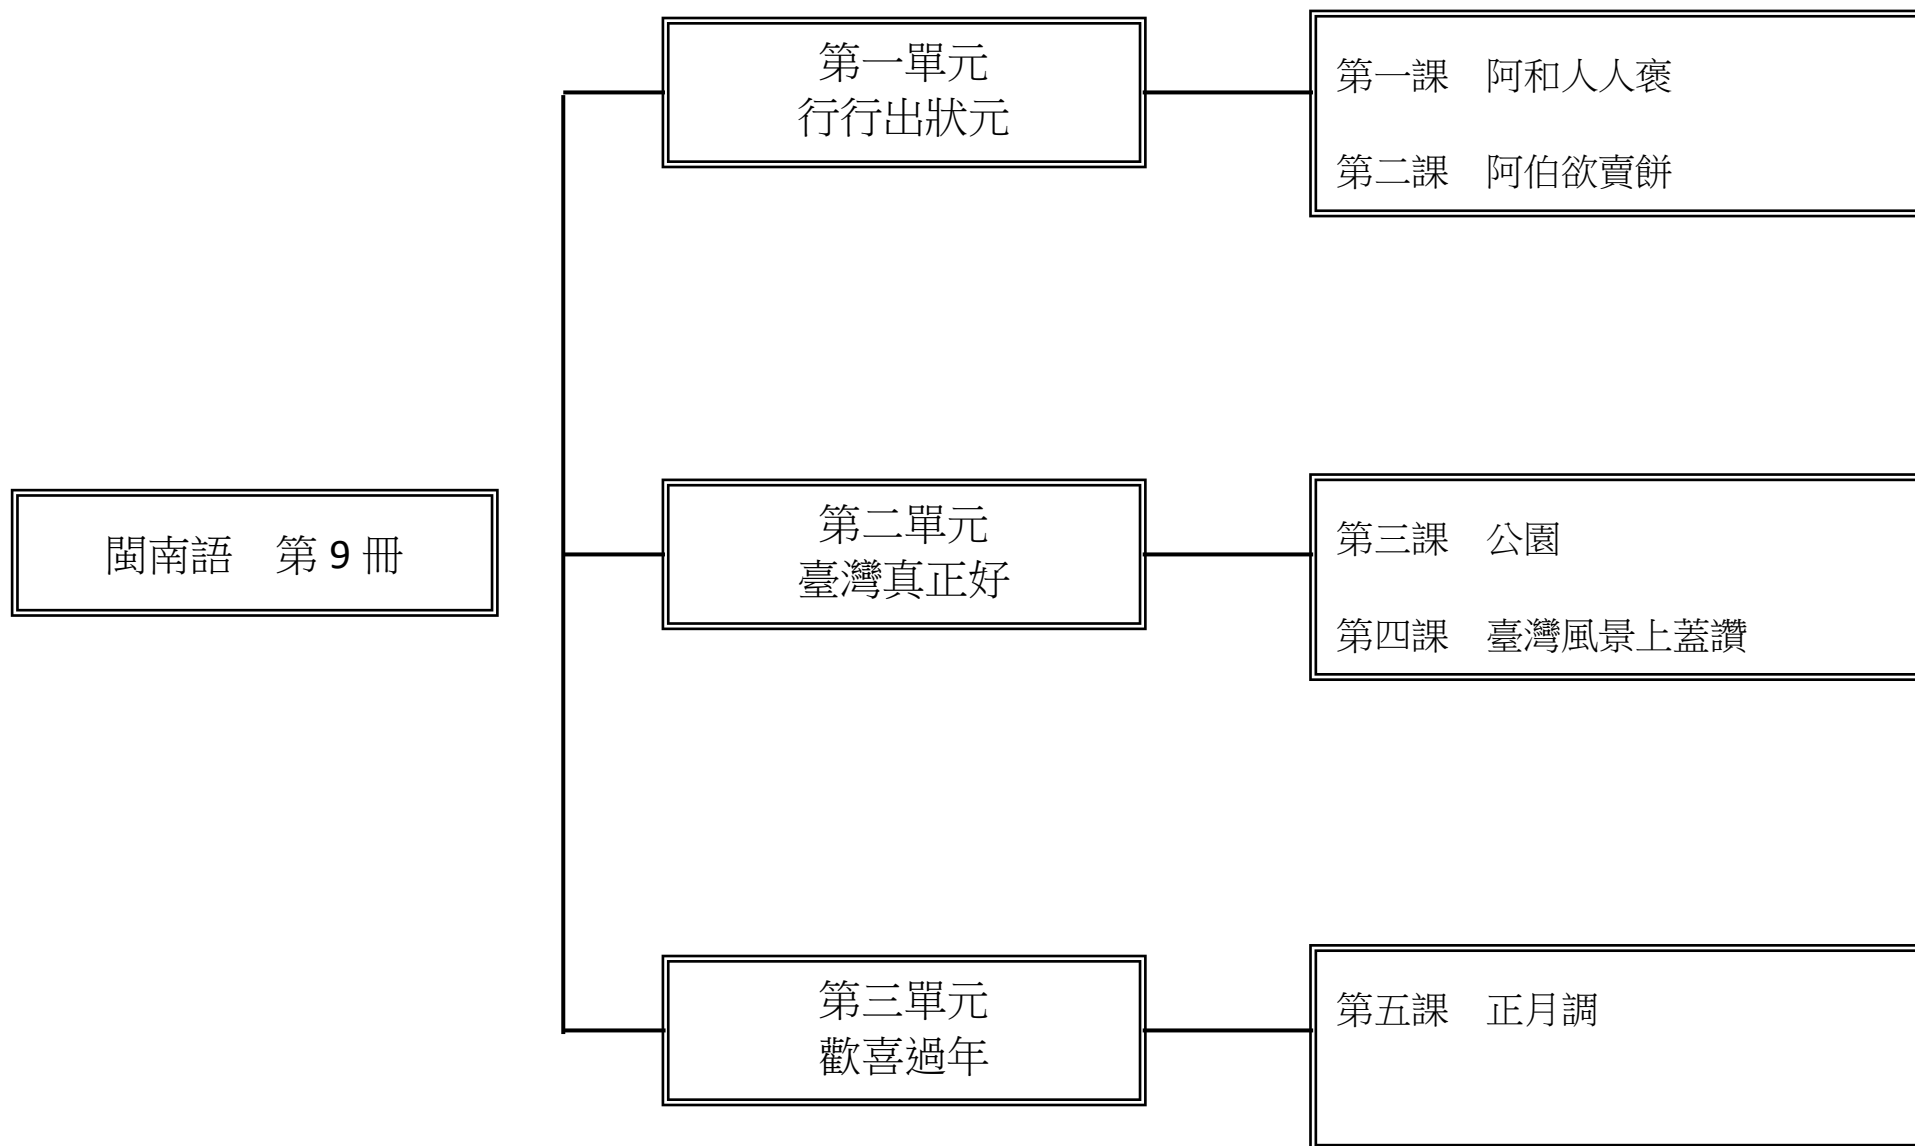 閩南語　第 9 冊
第一單元
行行出狀元
第一課　阿和人人褒
第二課　阿伯欲賣餅
第二單元
臺灣真正好
第三課　公園
第四課　臺灣風景上蓋讚
第三單元
歡喜過年
第五課　正月調